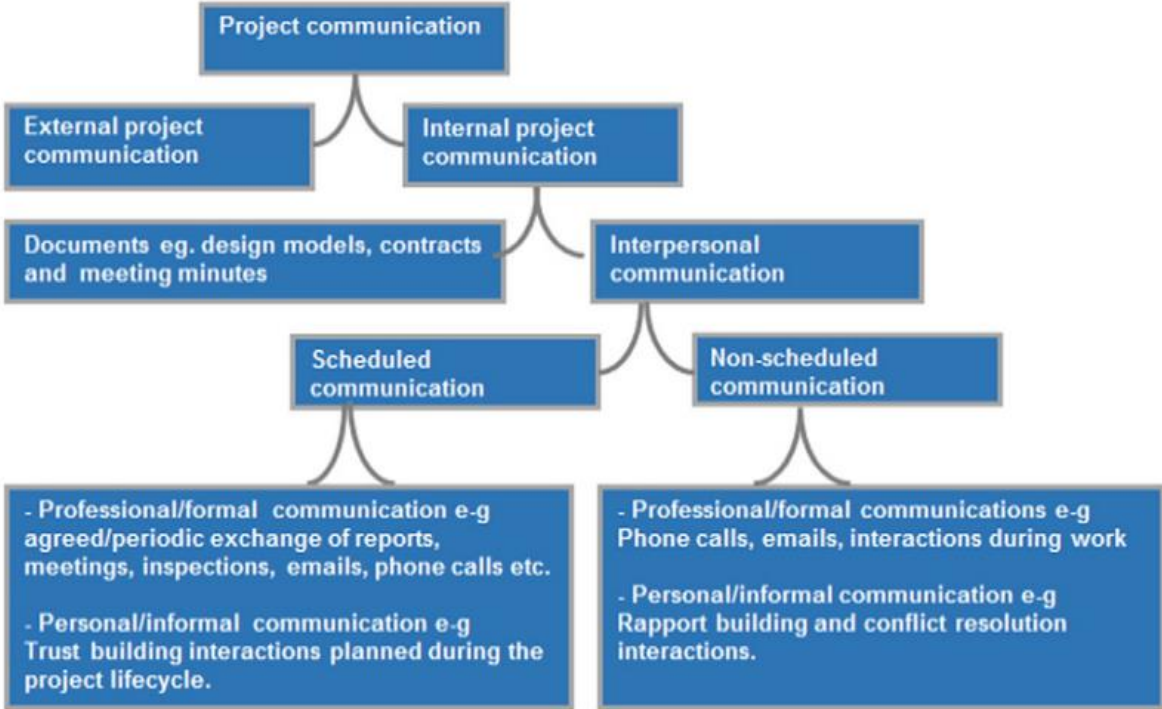 Project communication
External project
communication
Internal project
communication
Documents eg. design models, contracts
and meeting minutes
Interpersonal
communication
Scheduled
communication
Non-scheduled
communication
- Professional/formal communication e-g
agreed/periodic exchange of reports,
meetings, inspections, emails, phone calls etc.
- Personal/informal communication e-g
Trust building interactions planned during the
project lifecycle.
- Professional/formal communications e-g
Phone calls, emails, interactions during work
- Personal/informal communication e-g
Rapport building and conflict resolution
interactions.